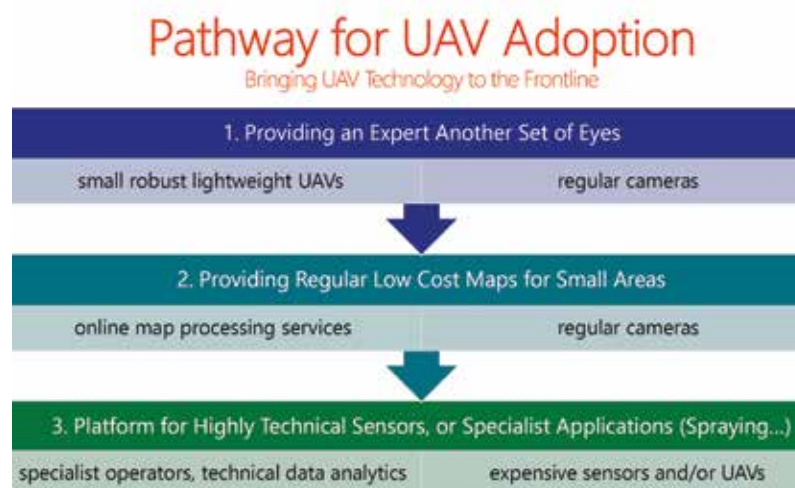 Pathway for UAV Adoption
Bringing UAV Technology to the Frontline
1. Providing an Expert Another Set of Eyes
small robust lightweight UAVs
regular cameras
2. Providing Regular Low Cost Maps for Small Areas
online map processing services
regular cameras
3. Platform for Highly Technical Sensors, or Specialist Applications (Spraying...)
specialist operators, technical data analytics
expensive sensors and/or UAVs